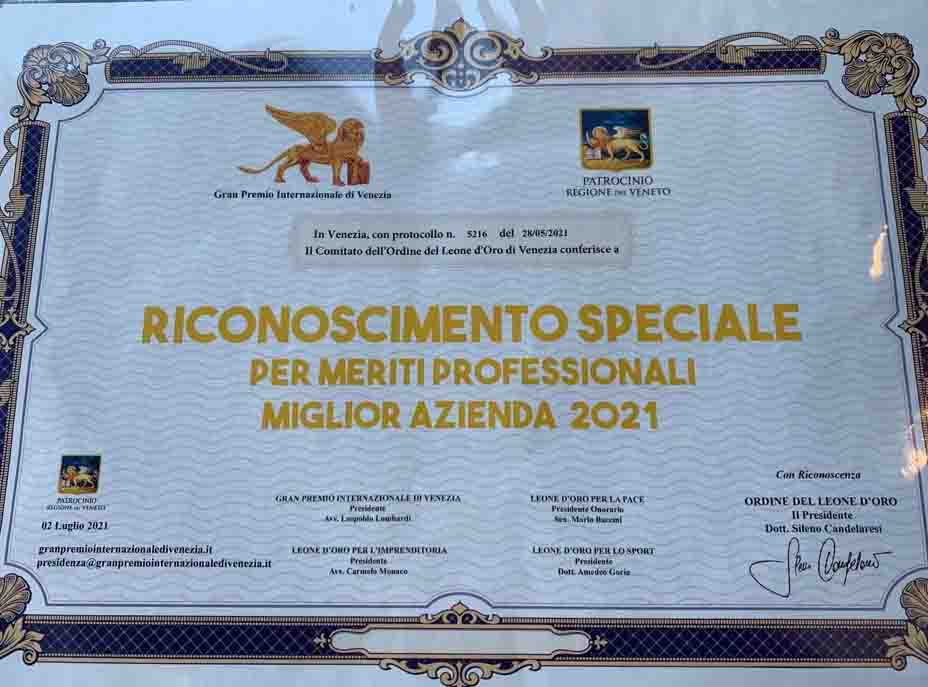 Gran Premio Internazionale di Venezia
PATROCINIO
REGIONE DEL VENETO
In Venezia, con protocollo n. 5216 del 28/05/2021
Il Comitato dell'Ordine del Leone d'Oro di Venezia conferisce a
RICONOSCIMENTO SPECIALE
PER MERITI PROFESSIONALI
MIGLIOR AZIENDA 2021
PATROCINIO
REGIONE DEL VENETO
02 Luglio 2021
granpremiointernazionaledivenezia.it
presidenza@granpremiointernazionaledivenezia.it
GRAN PREMIO INTERNAZIONALE DI VENEZIA
Presidente
Avv. Leopoldo Lombardi
LEONE D'ORO PER L'IMPRENDITORIA
Presidente
Avv. Carmelo Monaco
LEONE D'ORO PER LA PACE
Presidente Onorario
Sen. Mario Baccini
LEONE D'ORO PER LO SPORT
Presidente
Dott. Amedeo Goria
Con Riconoscenza
ORDINE DEL LEONE D'ORO
Il Presidente
Dott. Sileno Candelaresi